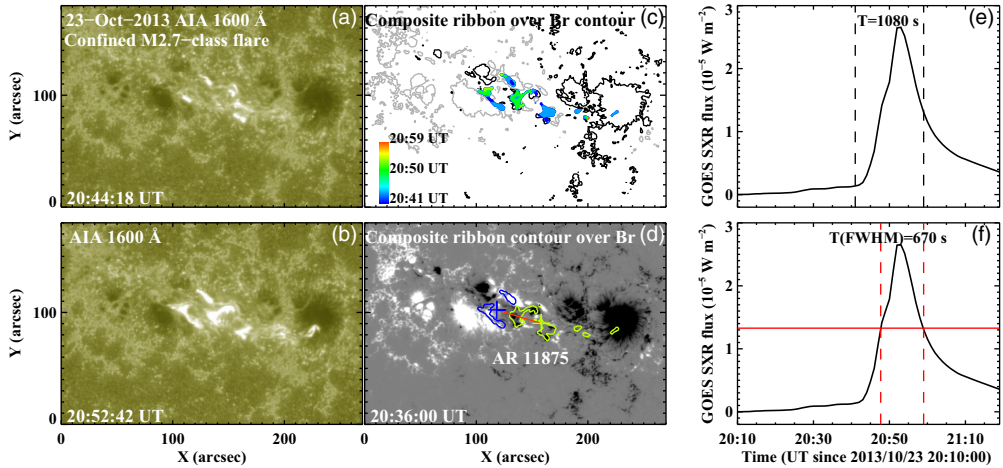 23-Oct-2013 AIA 1600 Å
(a)
Confined M2.7-class flare
20:44:18 UT
Y (arcsec)
0
100
Composite ribbon over Br contour
(c)
20:59 UT
20:50 UT
20:41 UT
(e)
T=1080 s
GOES SXR flux (10⁻⁵ W m⁻²)
0
1
2
3
AIA 1600 Å
(b)
20:52:42 UT
Y (arcsec)
0
100
0
100
200
X (arcsec)
Composite ribbon contour over Br
(d)
AR 11875
20:36:00 UT
0
100
200
X (arcsec)
(f)
T(FWHM)=670 s
GOES SXR flux (10⁻⁵ W m⁻²)
0
1
2
3
20:10
20:30
20:50
21:10
Time (UT since 2013/10/23 20:10:00)